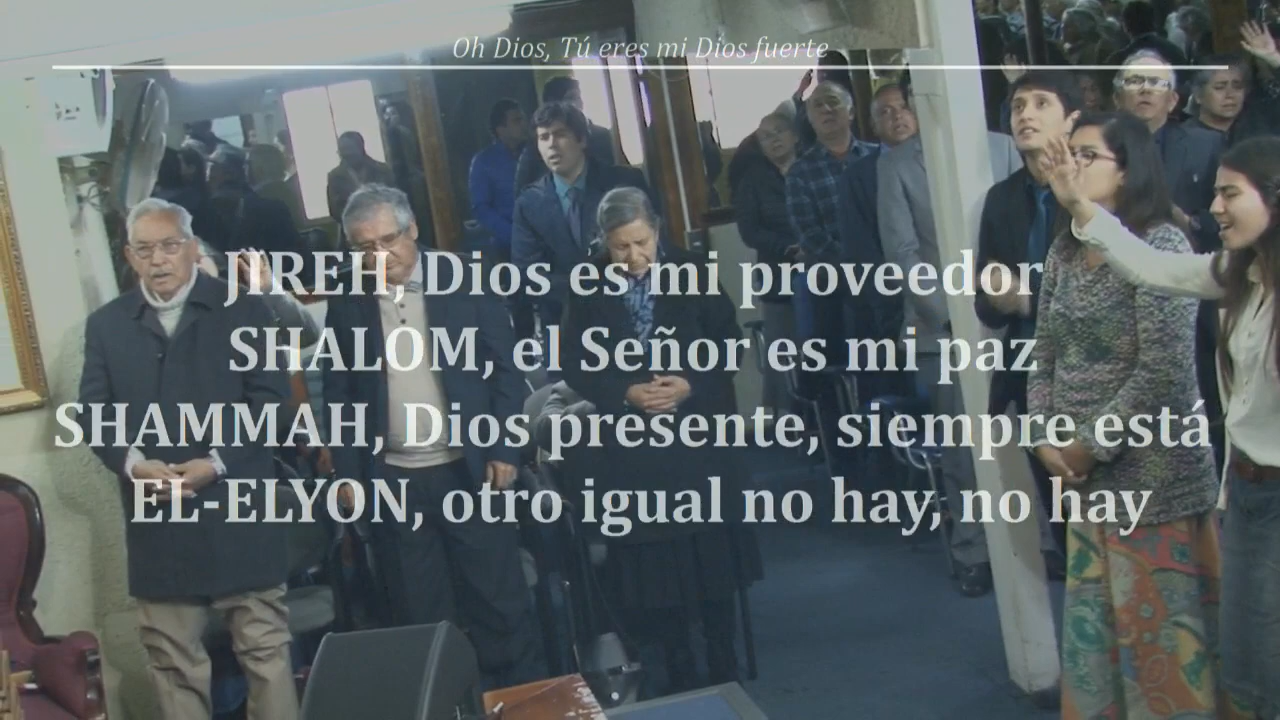 Oh Dios, Tú eres mi Dios fuerte
JIREH, Dios es mi proveedor
SHALOM, el Señor es mi paz
SHAMMAH, Dios presente, siempre está
EL-ELYON, otro igual no hay, no hay